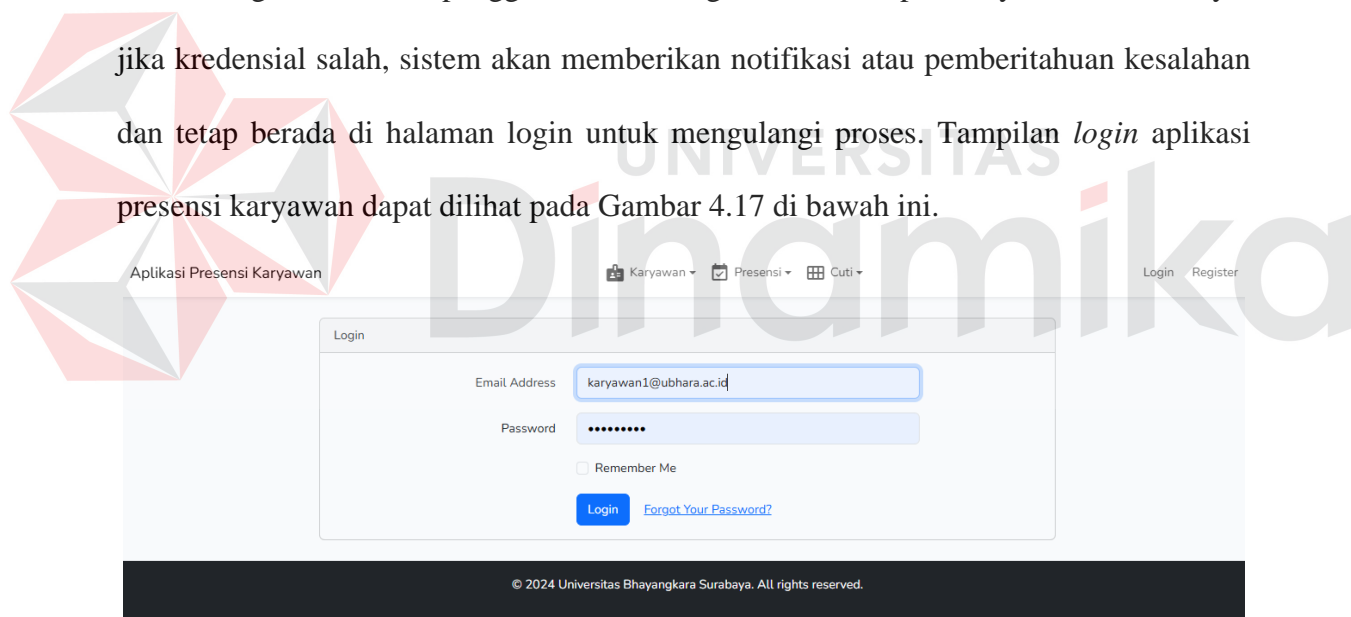 jika kredensial salah, sistem akan memberikan notifikasi atau pemberitahuan kesalahan
dan tetap berada di halaman login untuk mengulangi proses. Tampilan login aplikasi
presensi karyawan dapat dilihat pada Gambar 4.17 di bawah ini.
UNIVERSITAS
Dinamika
Aplikasi Presensi Karyawan Karyawan Presensi Cuti Login Register
Login
Email Address karyawan1@ubhara.ac.id
Password •••••••••
Remember Me
Login Forgot Your Password?
© 2024 Universitas Bhayangkara Surabaya. All rights reserved.